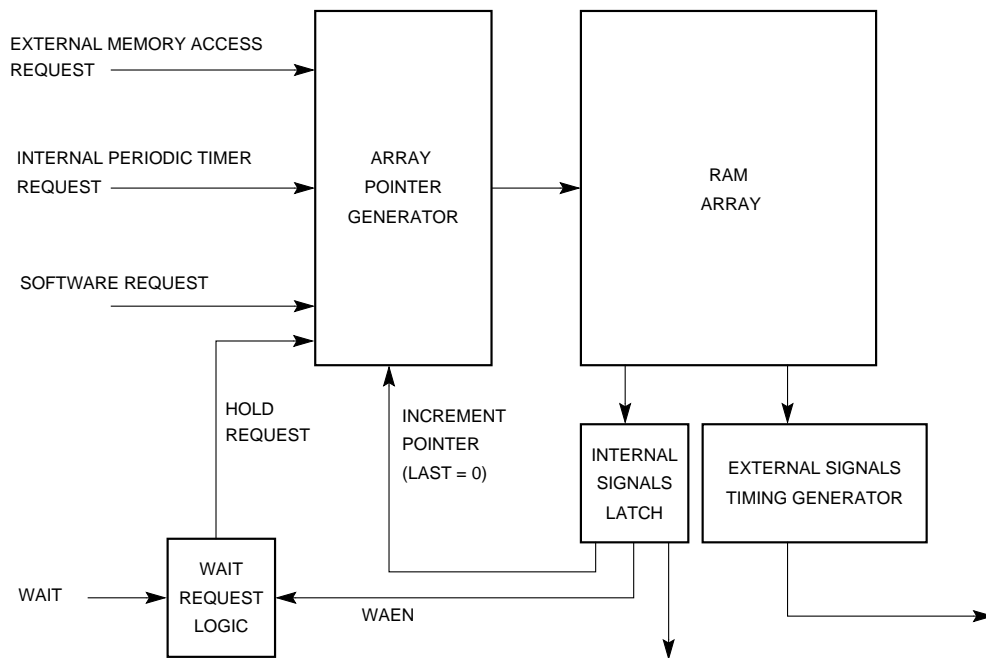 EXTERNAL MEMORY ACCESS
REQUEST
INTERNAL PERIODIC TIMER
REQUEST
SOFTWARE REQUEST
ARRAY
POINTER
GENERATOR
RAM
ARRAY
HOLD
REQUEST
INCREMENT
POINTER
(LAST = 0)
INTERNAL
SIGNALS
LATCH
EXTERNAL SIGNALS
TIMING GENERATOR
WAIT
WAIT
REQUEST
LOGIC
WAEN